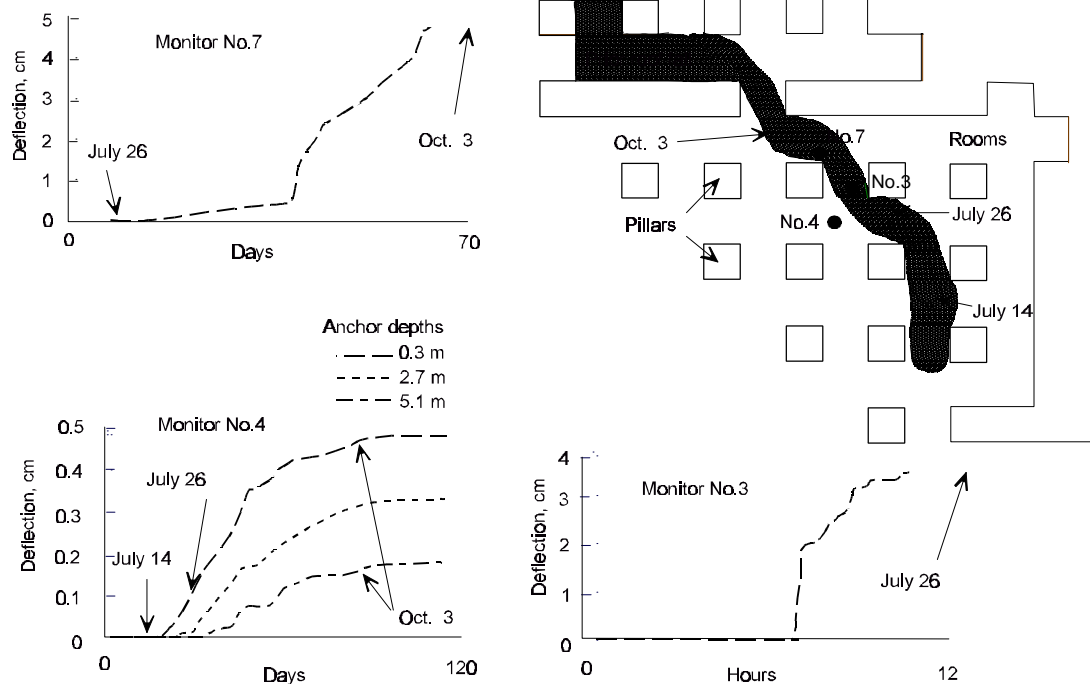 5
4
3
2
1
0
Deflection, cm
Monitor No.7
July 26
Oct. 3
0
70
Days
Oct. 3
No.7
Rooms
No.3
July 26
No.4
Pillars
July 14
Anchor depths
0.3 m
2.7 m
5.1 m
0.5
0.4
0.3
0.2
0.1
0
Deflection, cm
Monitor No.4
July 26
July 14
Oct. 3
0
120
Days
4
3
2
1
0
Deflection, cm
Monitor No.3
July 26
0
12
Hours